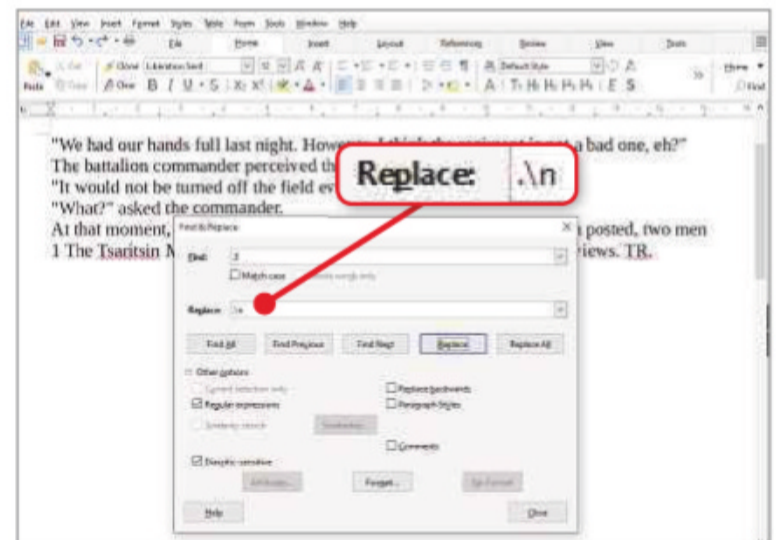 File Edit View Insert Format Styles Table Form Tools Window Help
File Home Insert Layout References Review View Tools
Cut Clone Liberation Serif 12 Default Style Home
Paste Clone B I U S A T H H H H E S Find
"We had our hands full last night. However, I think the regiment is not a bad one, eh?"
The battalion commander perceived th
"It would not be turned off the field ev
"What?" asked the commander.
At that moment, posted, two men
1 The Tsaritsin M views. TR.
Replace: .\n
Find & Replace
Find:
Match case
Replace: .\n
Find All Find Previous Find Next Replace Replace All
Other options
Current selection only Replace backwards
Regular expressions Paragraph Styles
Similarity search
Comments
Diacritic-sensitive
Attributes... Format... No Format
Help Close